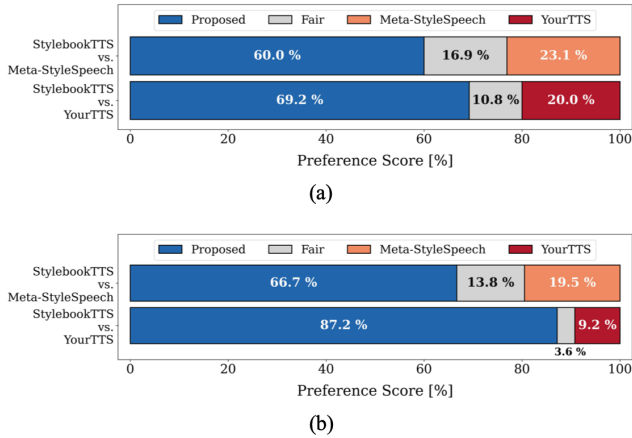 Proposed Fair Meta-StyleSpeech YourTTS
StylebookTTS
vs.
Meta-StyleSpeech
60.0 % 16.9 % 23.1 %
StylebookTTS
vs.
YourTTS
69.2 % 10.8 % 20.0 %
0 20 40 60 80 100
Preference Score [%]
(a)
Proposed Fair Meta-StyleSpeech YourTTS
StylebookTTS
vs.
Meta-StyleSpeech
66.7 % 13.8 % 19.5 %
StylebookTTS
vs.
YourTTS
87.2 % 9.2 %
3.6 %
0 20 40 60 80 100
Preference Score [%]
(b)